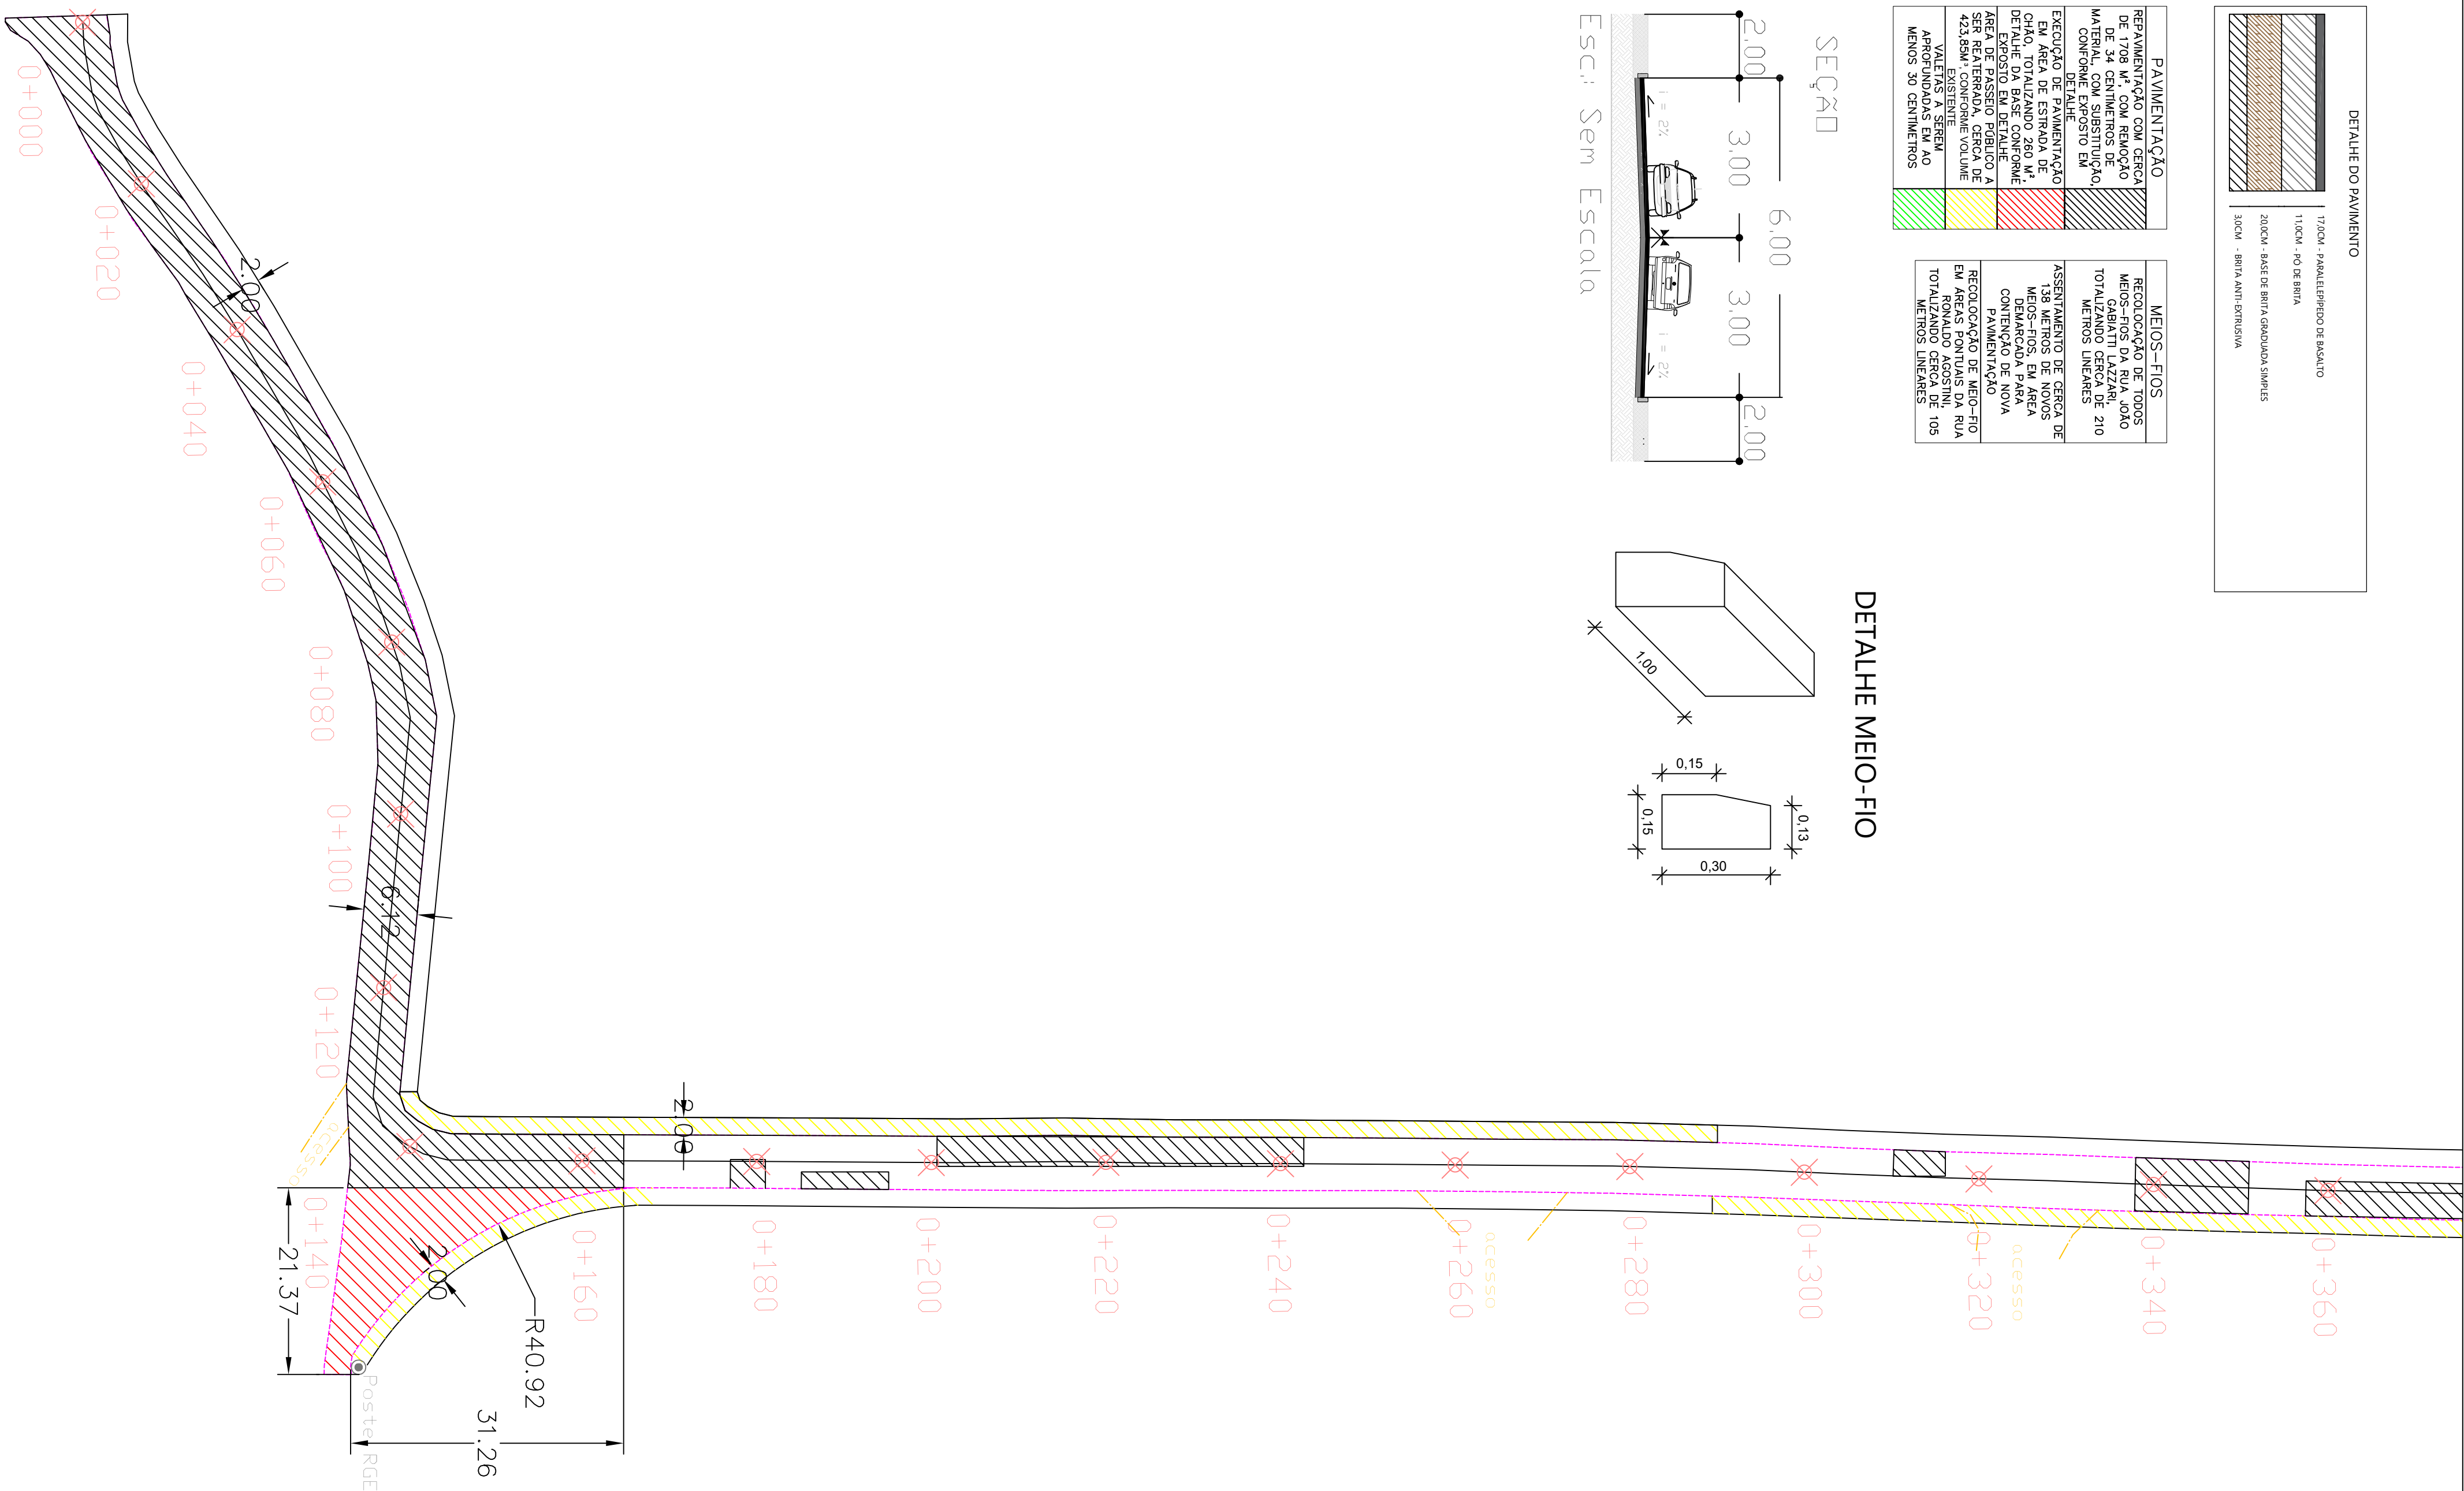 DETALHE DO PAVIMENTO
17,0CM - PARALELEPÍPEDO DE BASALTO
11,0CM - PÓ DE BRITA
20,0CM - BASE DE BRITA GRADUADA SIMPLES
3,0CM - BRITA ANTI-EXTRUSIVA
PAVIMENTAÇÃO
REPAVIMENTAÇÃO COM CERCA
DE 1708 M², COM REMOÇÃO
DE 34 CENTÍMETROS DE
MATERIAL, COM SUBSTITUIÇÃO,
CONFORME EXPOSTO EM
DETALHE
EXECUÇÃO DE PAVIMENTAÇÃO
EM ÁREA DE ESTRADA DE
CHÃO, TOTALIZANDO 260 M²,
DETALHE DA BASE CONFORME
EXPOSTO EM DETALHE
ÁREA DE PASSEIO PÚBLICO A
SER REATERRADA, CERCA DE
423,85M³, CONFORME VOLUME
EXISTENTE
VALETAS A SEREM
APROFUNDADAS EM AO
MENOS 30 CENTÍMETROS
MEIOS-FIOS
RECOLOCAÇÃO DE TODOS
MEIOS-FIOS DA RUA JOÃO
GABIATTI LAZZARI,
TOTALIZANDO CERCA DE 210
METROS LINEARES
ASSENTAMENTO DE CERCA DE
138 METROS DE NOVOS
MEIOS-FIOS, EM ÁREA
DEMARCADA PARA
CONTENÇÃO DE NOVA
PAVIMENTAÇÃO
RECOLOCAÇÃO DE MEIO-FIO
EM ÁREAS PONTUAIS DA RUA
RONALDO AGOSTINI,
TOTALIZANDO CERCA DE 105
METROS LINEARES
SEÇÃO
6,00
2,00
3,00
3,00
2,00
i = 2%
i = 2%
Esc.: Sem Escala
DETALHE MEIO-FIO
1,00
0,15
0,15
0,13
0,30
0+000
0+020
2.00
0+040
0+060
0+080
0+100
6.12
0+120
acesso
0+140
21.37
2.00
0+160
R40.92
31.26
Poste RGE
2.00
0+180
0+200
0+220
0+240
0+260
acesso
0+280
0+300
0+320
acesso
0+340
0+360